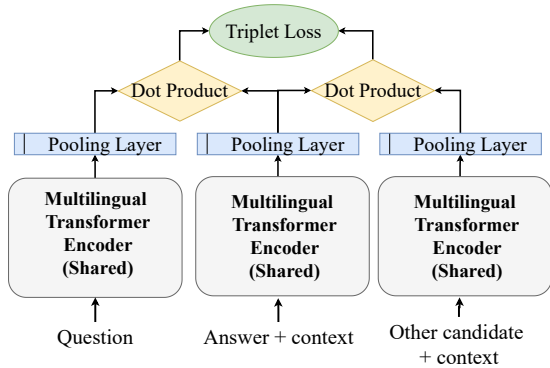 Triplet Loss
Dot Product
Dot Product
Pooling Layer
Pooling Layer
Pooling Layer
Multilingual
Transformer
Encoder
(Shared)
Multilingual
Transformer
Encoder
(Shared)
Multilingual
Transformer
Encoder
(Shared)
Question
Answer + context
Other candidate
+ context